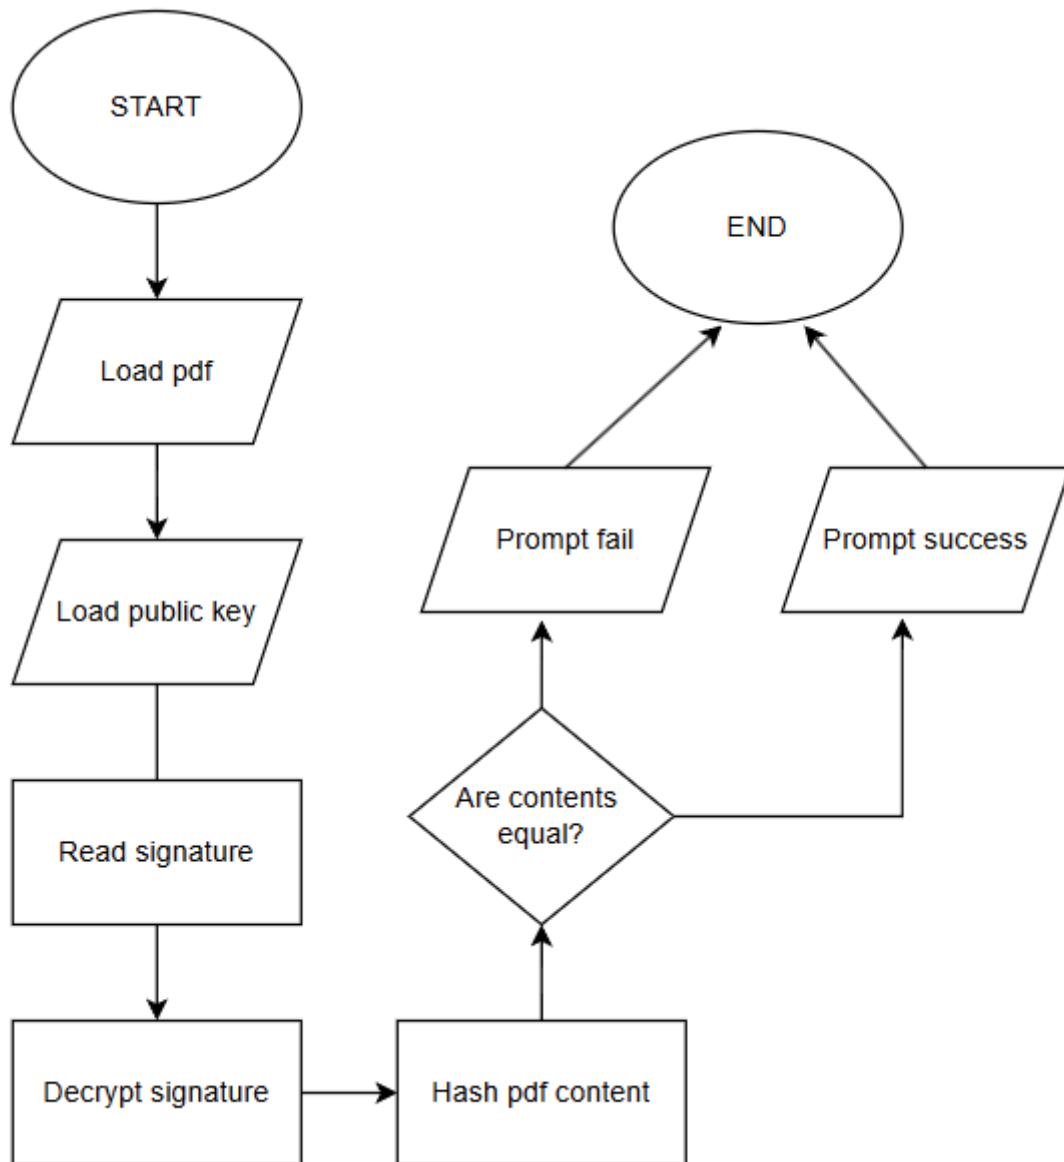 START
Load pdf
Load public key
Read signature
Decrypt signature
Hash pdf content
Are contents
equal?
Prompt fail
Prompt success
END